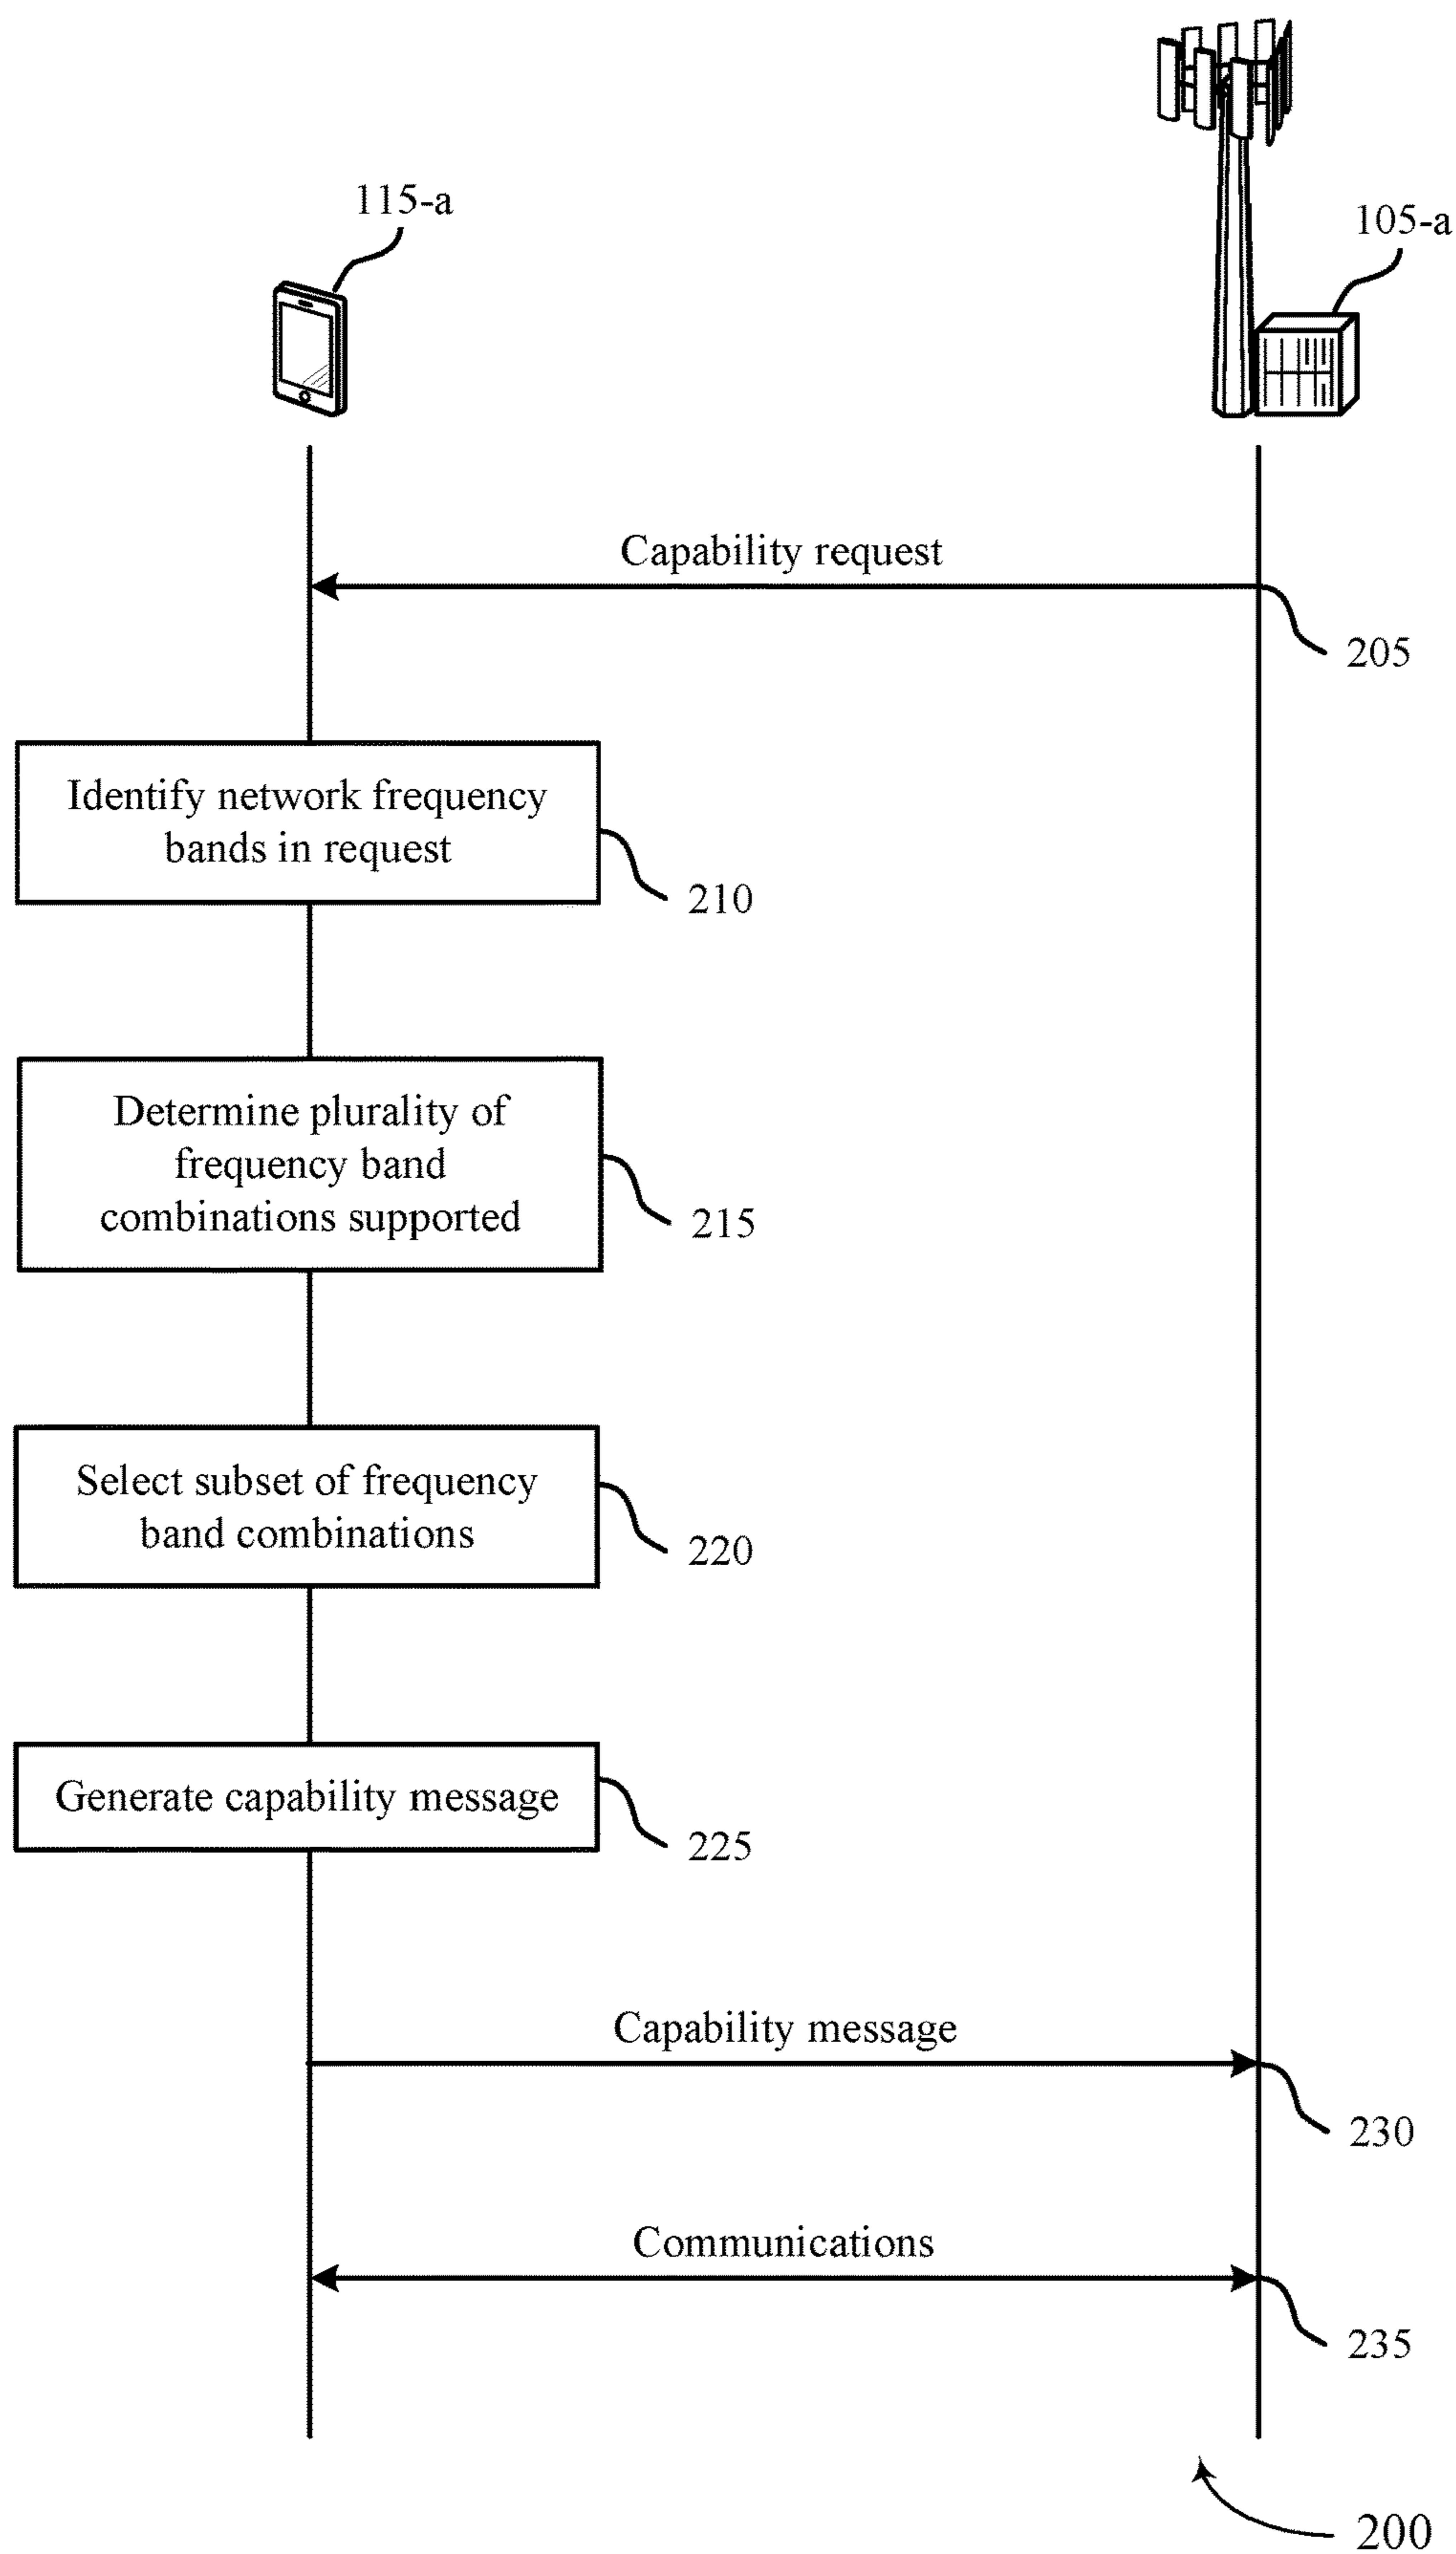 115-a
105-a
Capability request
205
Identify network frequency
bands in request
210
Determine plurality of
frequency band
combinations supported
215
Select subset of frequency
band combinations
220
Generate capability message
225
Capability message
230
Communications
235
200